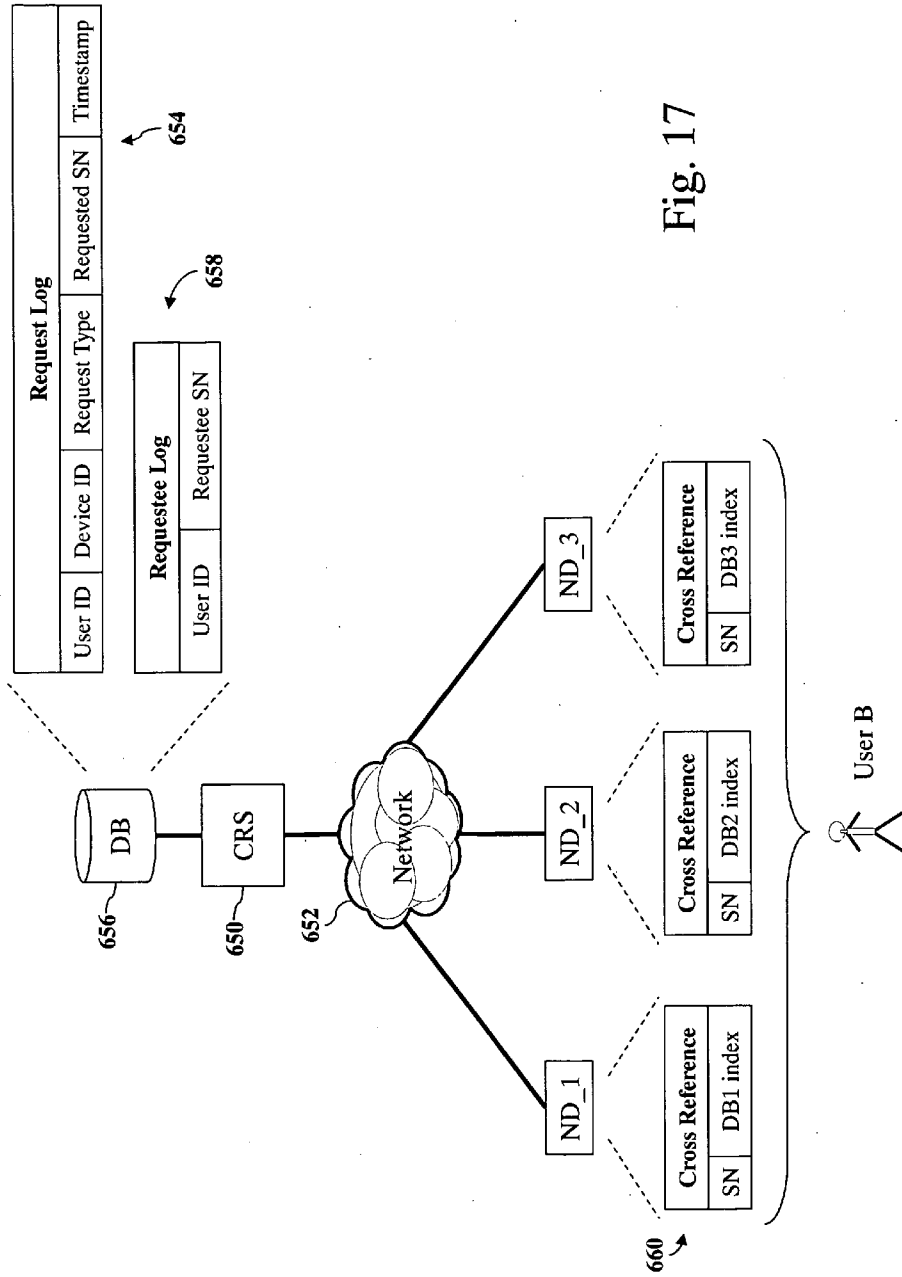 Request Log
User ID Device ID Request Type Requested SN Timestamp
654
Requestee Log
User ID Requestee SN
658
DB
656
CRS
650
Network
652
ND_1 ND_2 ND_3
Cross Reference
SN DB1 index
Cross Reference
SN DB2 index
Cross Reference
SN DB3 index
660
User B
Fig. 17